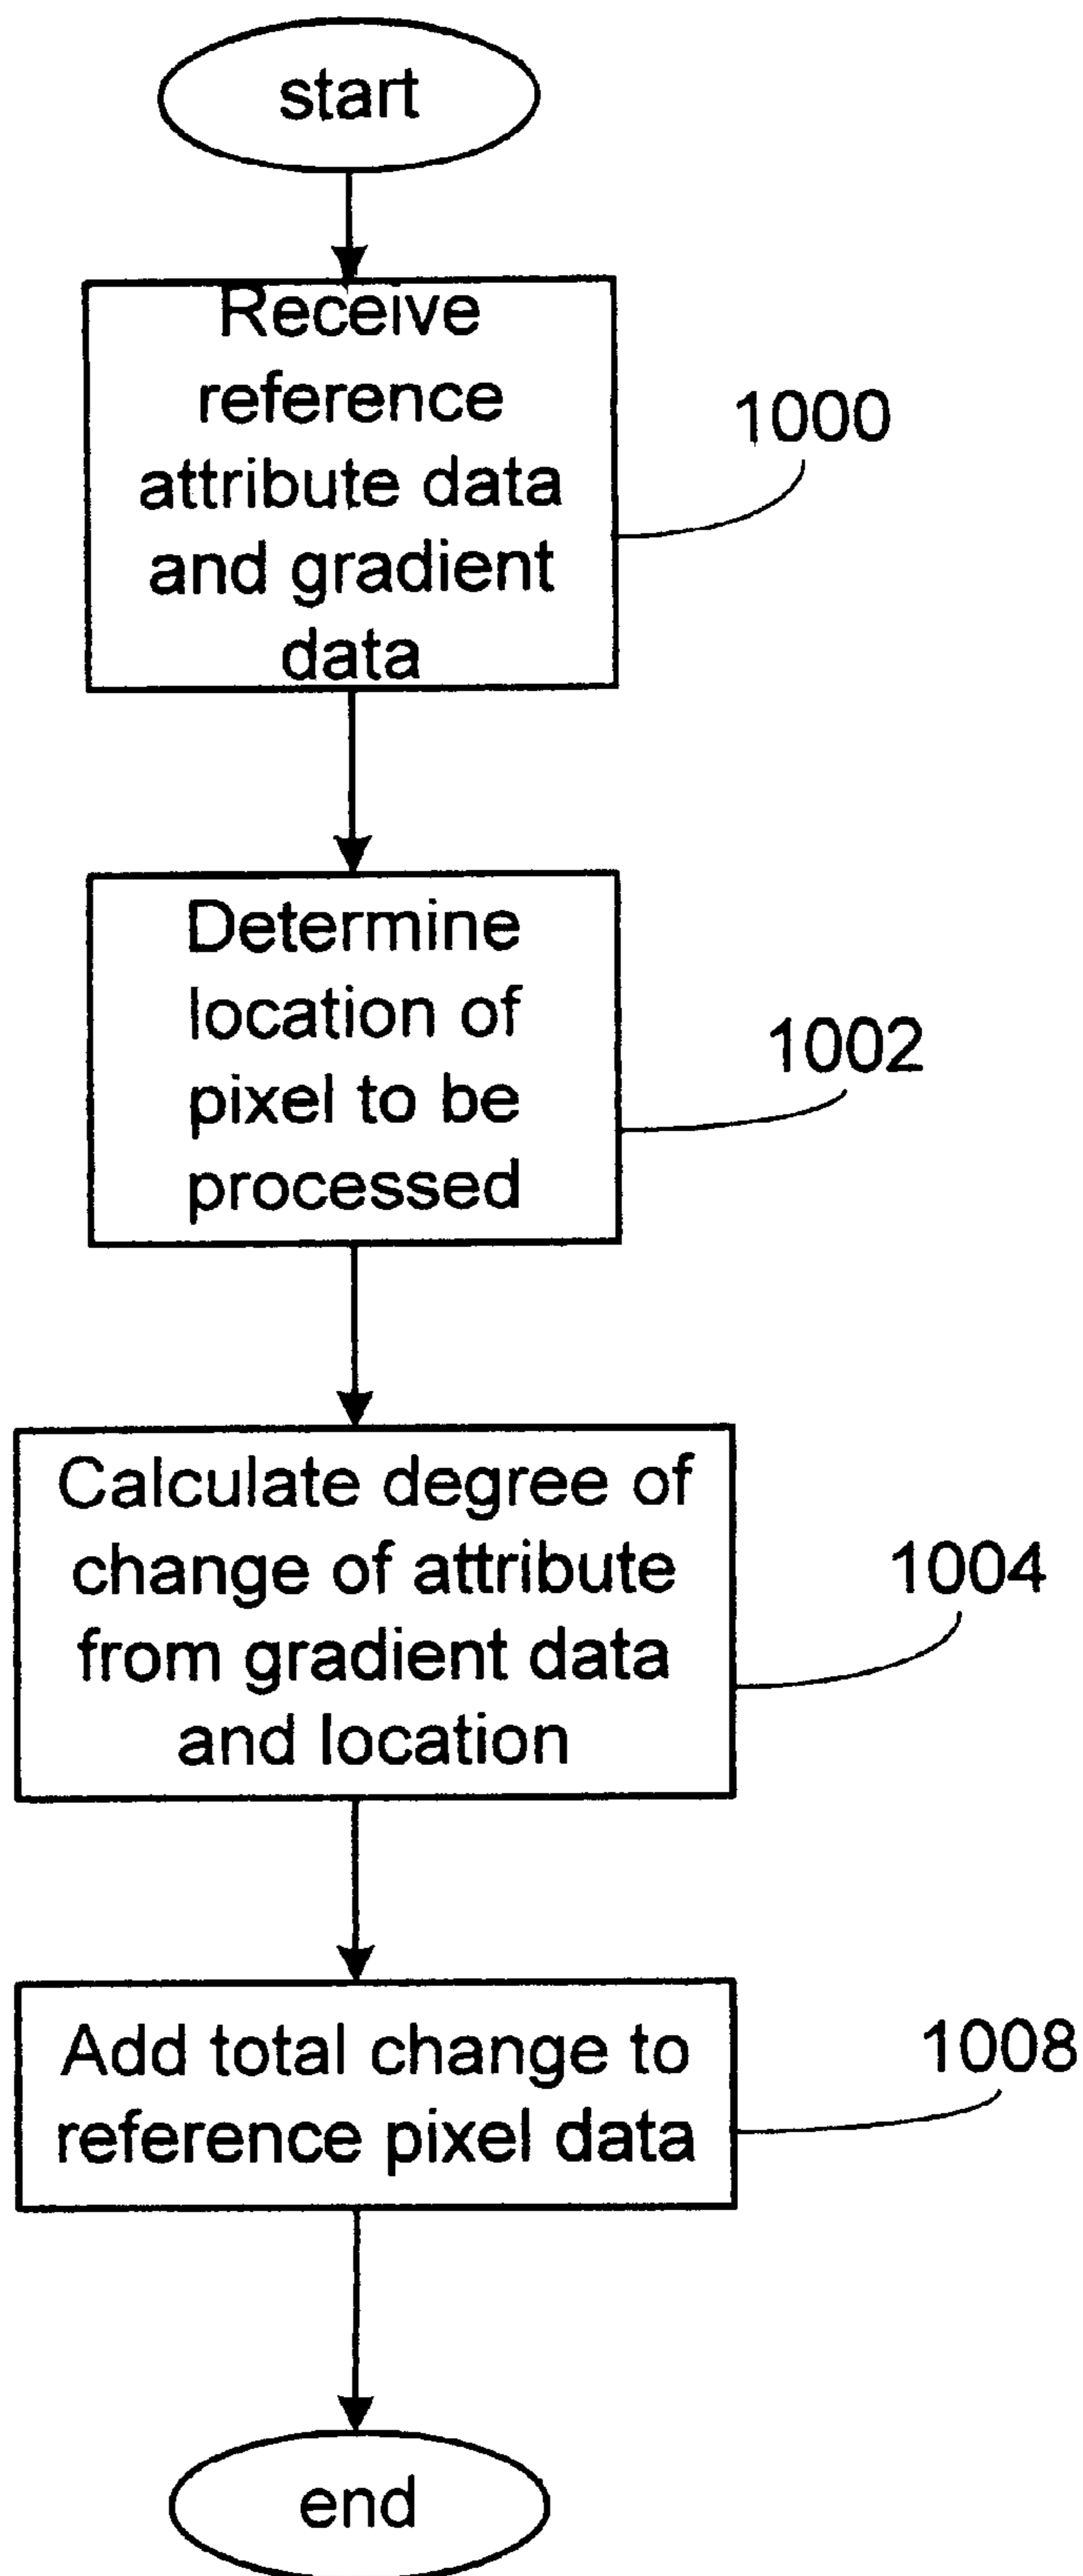 start
Receive
reference
attribute data
and gradient
data
1000
Determine
location of
pixel to be
processed
1002
Calculate degree of
change of attribute
from gradient data
and location
1004
Add total change to
reference pixel data
1008
end